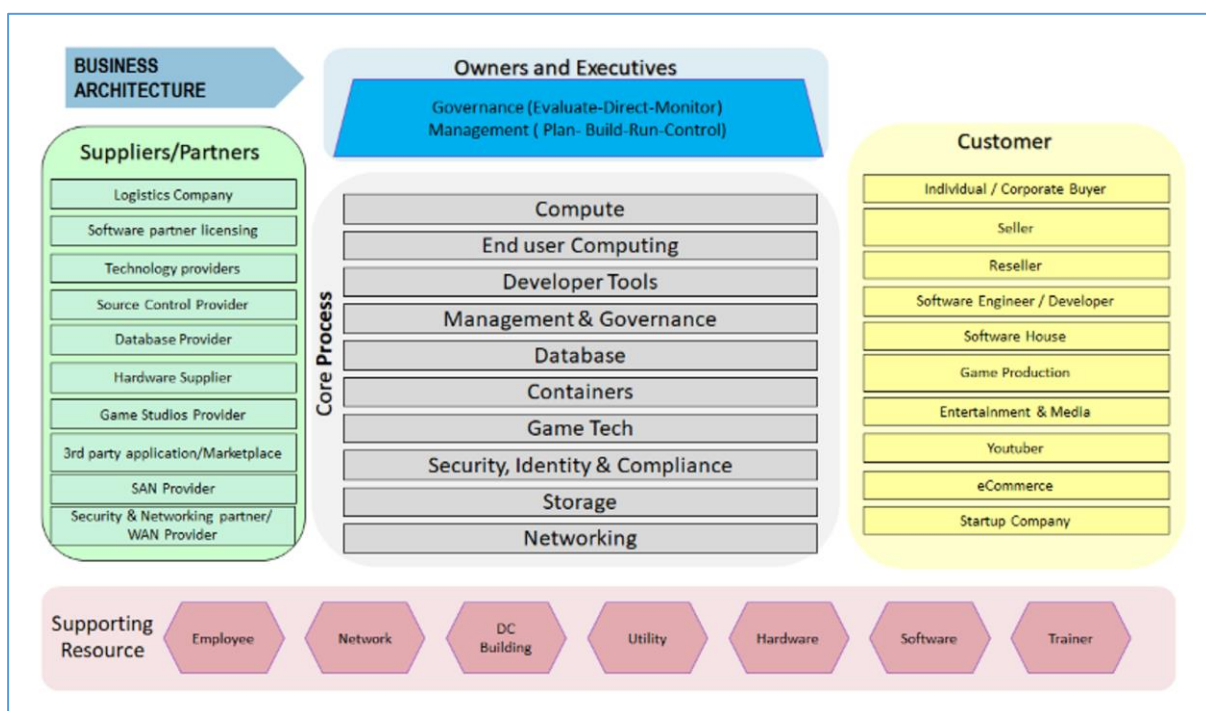 BUSINESS
ARCHITECTURE
Owners and Executives
Governance (Evaluate-Direct-Monitor)
Management ( Plan- Build-Run-Control)
Suppliers/Partners
Logistics Company
Software partner licensing
Technology providers
Source Control Provider
Database Provider
Hardware Supplier
Game Studios Provider
3rd party application/Marketplace
SAN Provider
Security & Networking partner/
WAN Provider
Core Process
Compute
End user Computing
Developer Tools
Management & Governance
Database
Containers
Game Tech
Security, Identity & Compliance
Storage
Networking
Customer
Individual / Corporate Buyer
Seller
Reseller
Software Engineer / Developer
Software House
Game Production
Entertainment & Media
Youtuber
eCommerce
Startup Company
Supporting
Resource
Employee
Network
DC
Building
Utility
Hardware
Software
Trainer